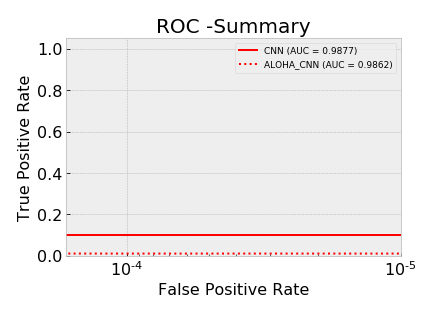 ROC -Summary
CNN (AUC = 0.9877)
ALOHA_CNN (AUC = 0.9862)
True Positive Rate
1.0
0.8
0.6
0.4
0.2
0.0
10⁻⁴
10⁻⁵
False Positive Rate